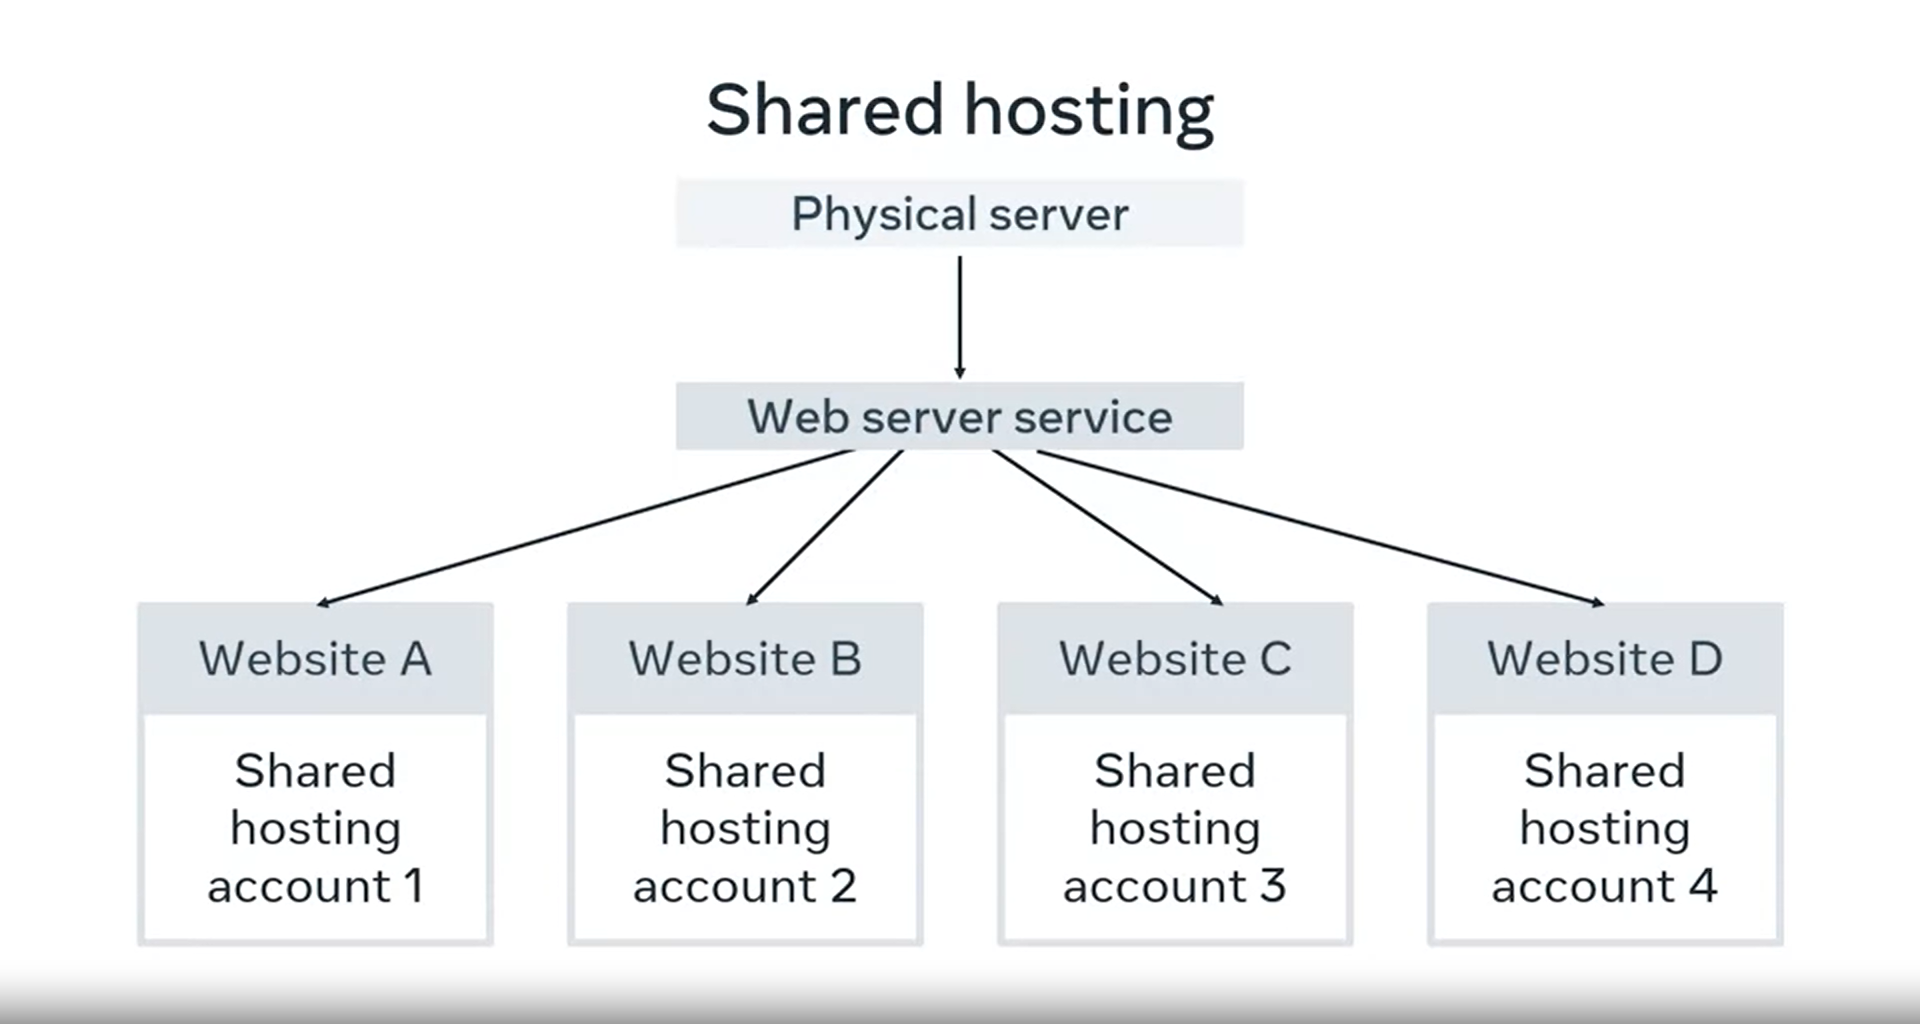 Shared hosting
Physical server
Web server service
Website A
Shared
hosting
account 1
Website B
Shared
hosting
account 2
Website C
Shared
hosting
account 3
Website D
Shared
hosting
account 4